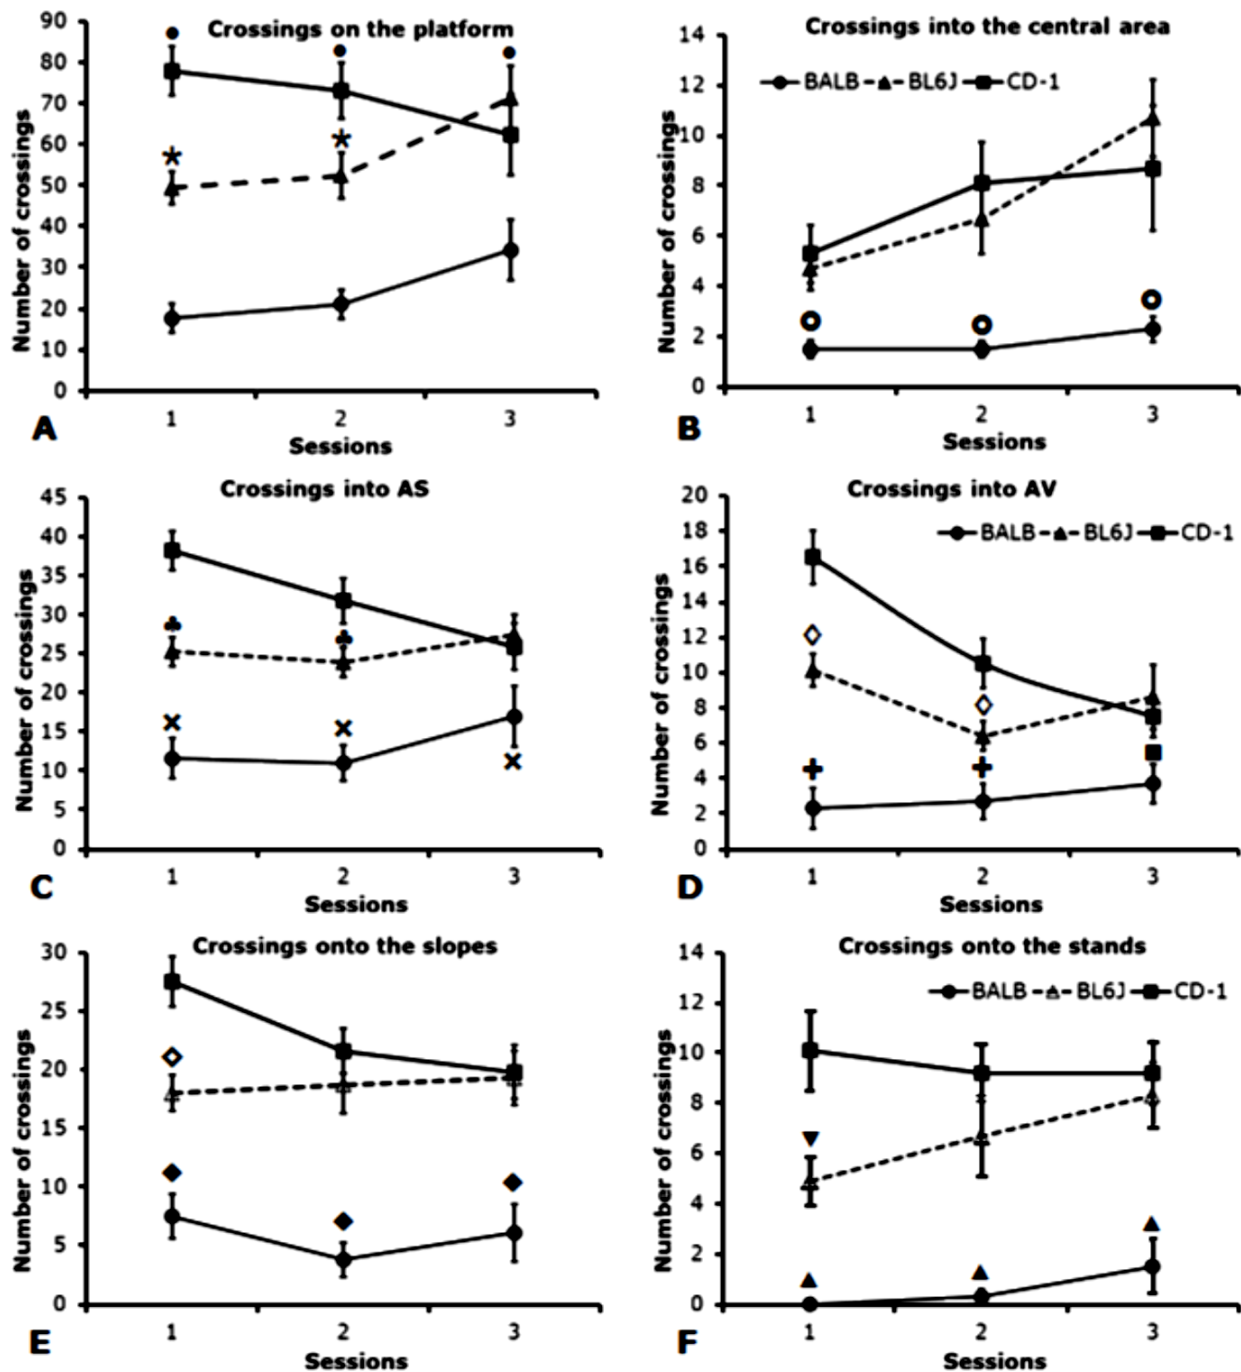 Crossings on the platform
Number of crossings
90
80
70
60
50
40
30
20
10
0
1
2
3
Sessions
A
Crossings into the central area
BALB
BL6J
CD-1
Number of crossings
14
12
10
8
6
4
2
0
1
2
3
Sessions
B
Crossings into AS
Number of crossings
45
40
35
30
25
20
15
10
5
0
1
2
3
Sessions
C
Crossings into AV
BALB
BL6J
CD-1
Number of crossings
20
18
16
14
12
10
8
6
4
2
0
1
2
3
Sessions
D
Crossings onto the slopes
Number of crossings
30
25
20
15
10
5
0
1
2
3
Sessions
E
Crossings onto the stands
BALB
BL6J
CD-1
Number of crossings
14
12
10
8
6
4
2
0
1
2
3
Sessions
F